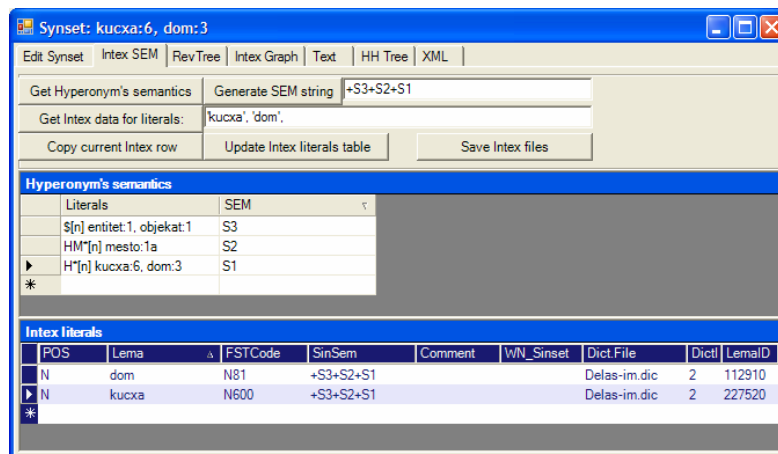 Synset: kucxa:6, dom:3
Edit Synset Intex SEM RevTree Intex Graph Text HH Tree XML
Get Hyperonym's semantics Generate SEM string +S3+S2+S1
Get Intex data for literals: 'kucxa', 'dom',
Copy current Intex row Update Intex literals table Save Intex files
Hyperonym's semantics
Literals SEM
$[n] entitet:1, objekat:1 S3
HM*[n] mesto:1a S2
H*[n] kucxa:6, dom:3 S1
Intex literals
POS Lema FSTCode SinSem Comment WN_Sinset Dict.File DictI LemaID
N dom N81 +S3+S2+S1 Delas-im.dic 2 112910
N kucxa N600 +S3+S2+S1 Delas-im.dic 2 227520